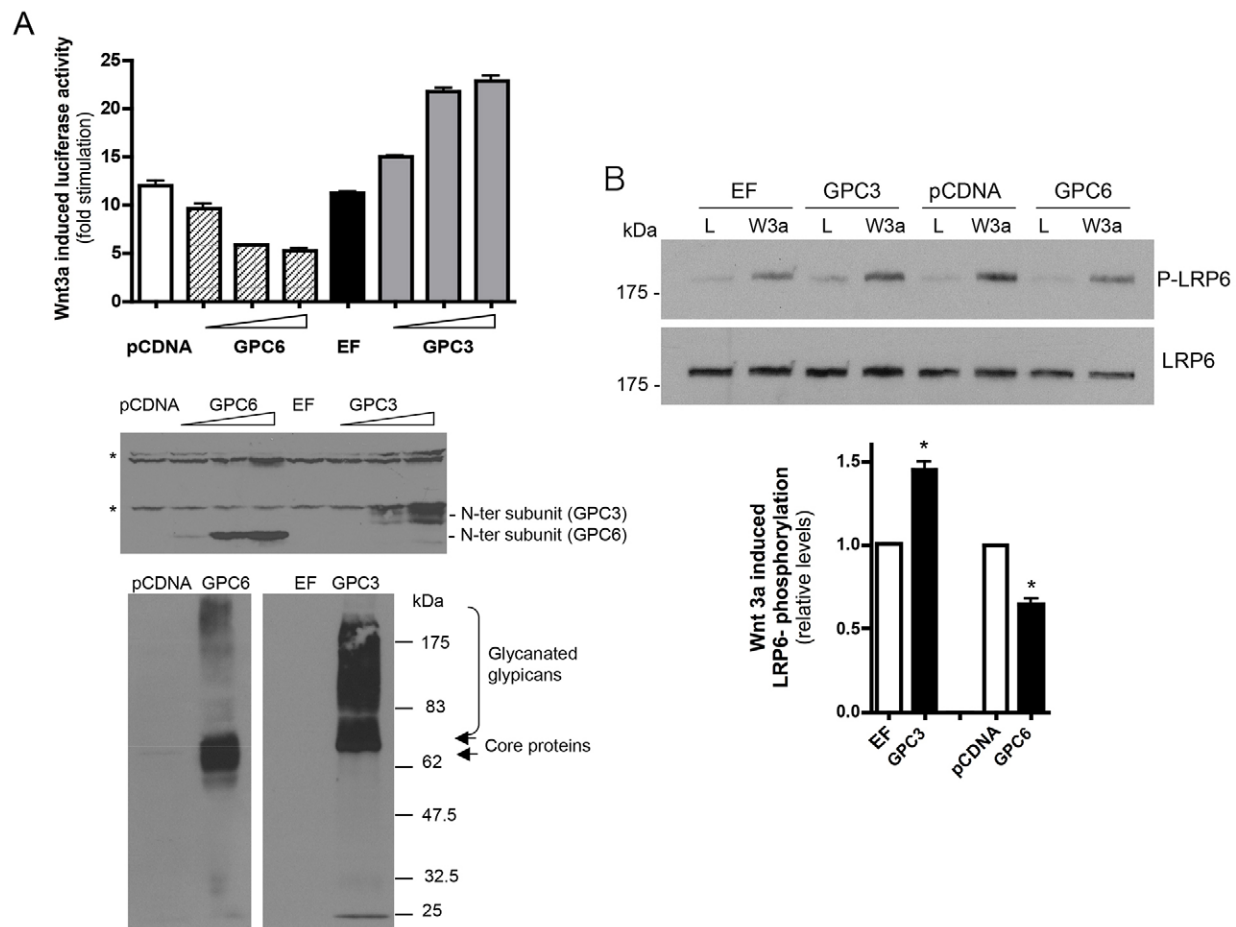 A
Wnt3a induced luciferase activity
(fold stimulation)
25
20
15
10
5
0
pCDNA GPC6 EF GPC3
pCDNA GPC6 EF GPC3
*
*
- N-ter subunit (GPC3)
- N-ter subunit (GPC6)
pCDNA GPC6 EF GPC3
kDa
175
83
62
47.5
32.5
25
Glycanated
glypicans
Core proteins
B
EF GPC3 pCDNA GPC6
kDa L W3a L W3a L W3a L W3a
175 -
P-LRP6
175 -
LRP6
Wnt 3a induced
LRP6- phosphorylation
(relative levels)
1.5
1.0
0.5
0.0
*
*
EF
GPC3
pCDNA
GPC6